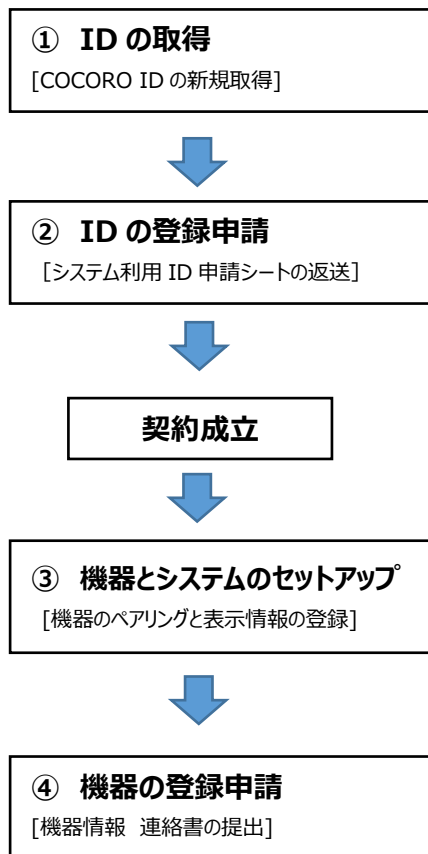 ① ID の取得
[COCORO ID の新規取得]
② ID の登録申請
[システム利用 ID 申請シートの返送]
契約成立
③ 機器とシステムのセットアップ
[機器のペアリングと表示情報の登録]
④ 機器の登録申請
[機器情報 連絡書の提出]